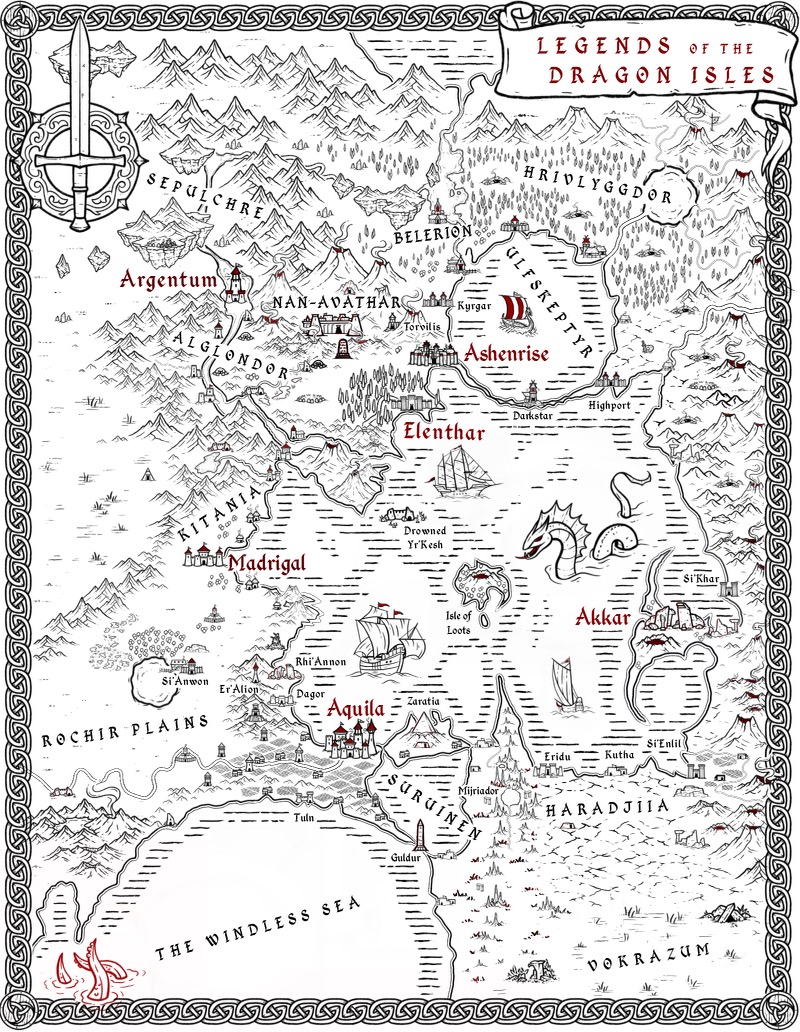 LEGENDS OF THE
DRAGON ISLES
SEPULCHRE
HRIVLYGGDOR
BELERION
Argentum
NAN-AVATHAR
Kyrgar
ULFSKEPTYR
Torvilis
ALGLONDOR
Ashenrise
Darkstar
Highport
Elenthar
KITANIA
Drowned
Yr'Kesh
Madrigal
Si'Khar
Isle of
Loots
Akkar
Rhi'Annon
Si'Anwon
Er'Alion
Dagor
Aquila
Zaratia
ROCHIR PLAINS
Si'Enlil
Eridu
Kutha
SURUINEN
Mijriador
HARADJIIA
Tuln
Guldur
THE WINDLESS SEA
VOKRAZUM